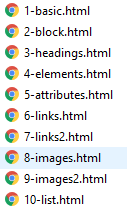 1-basic.html
2-block.html
3-headings.html
4-elements.html
5-attributes.html
6-links.html
7-links2.html
8-images.html
9-images2.html
10-list.html